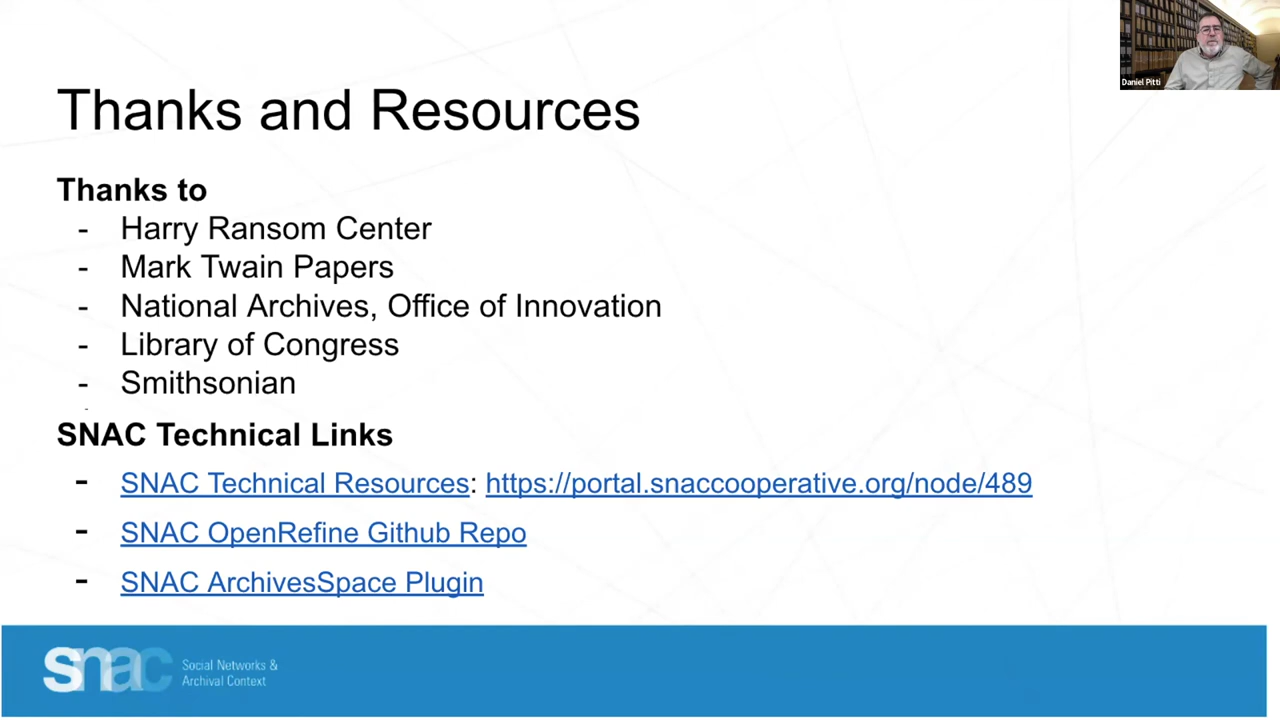 Daniel Pitti
Thanks and Resources
Thanks to
- Harry Ransom Center
- Mark Twain Papers
- National Archives, Office of Innovation
- Library of Congress
- Smithsonian
-
SNAC Technical Links
- SNAC Technical Resources: https://portal.snaccooperative.org/node/489
- SNAC OpenRefine Github Repo
- SNAC ArchivesSpace Plugin
snac
Social Networks &
Archival Context